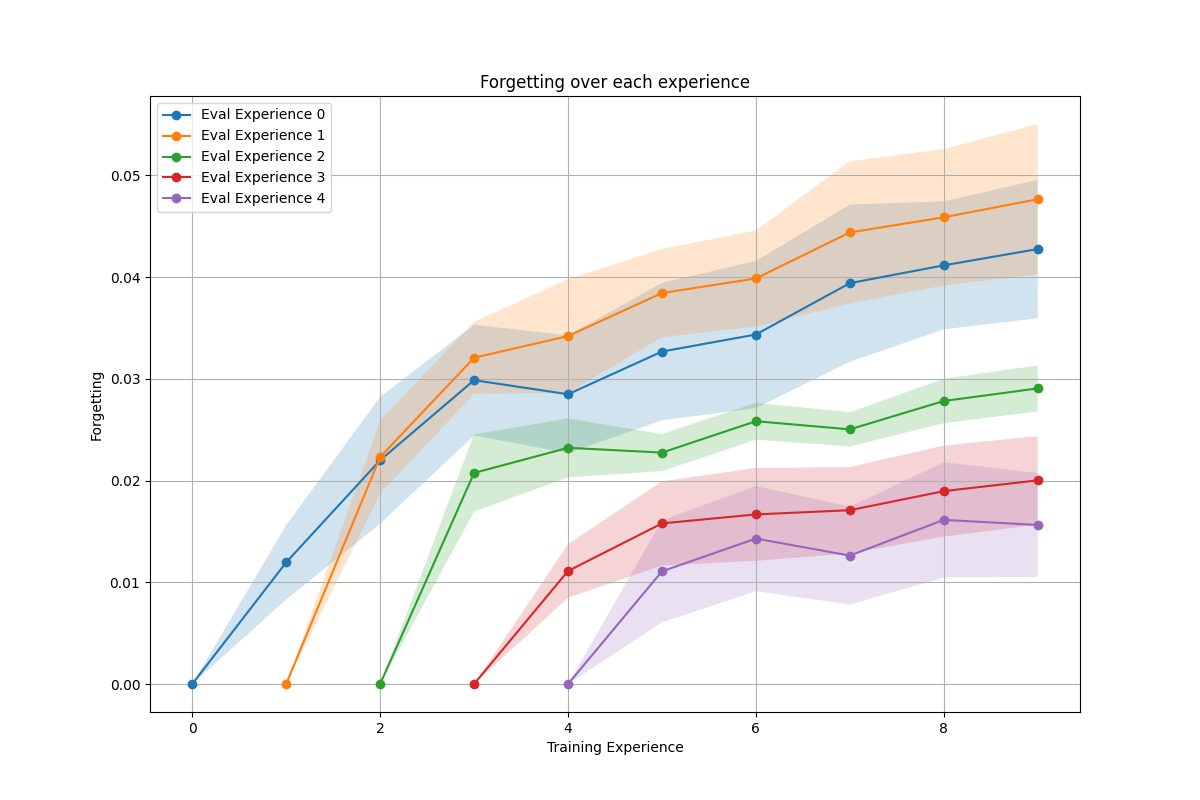 Forgetting over each experience
Eval Experience 0
Eval Experience 1
Eval Experience 2
Eval Experience 3
Eval Experience 4
Forgetting
0.05
0.04
0.03
0.02
0.01
0.00
0 2 4 6 8
Training Experience